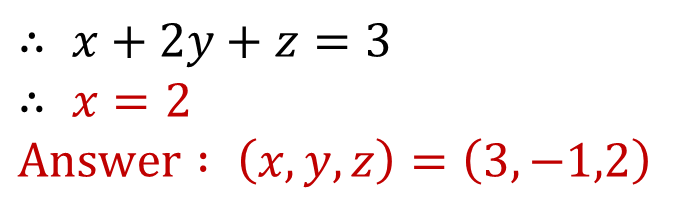 ∴ x + 2y + z = 3
∴ x = 2
Answer : (x, y, z) = (3, −1,2)